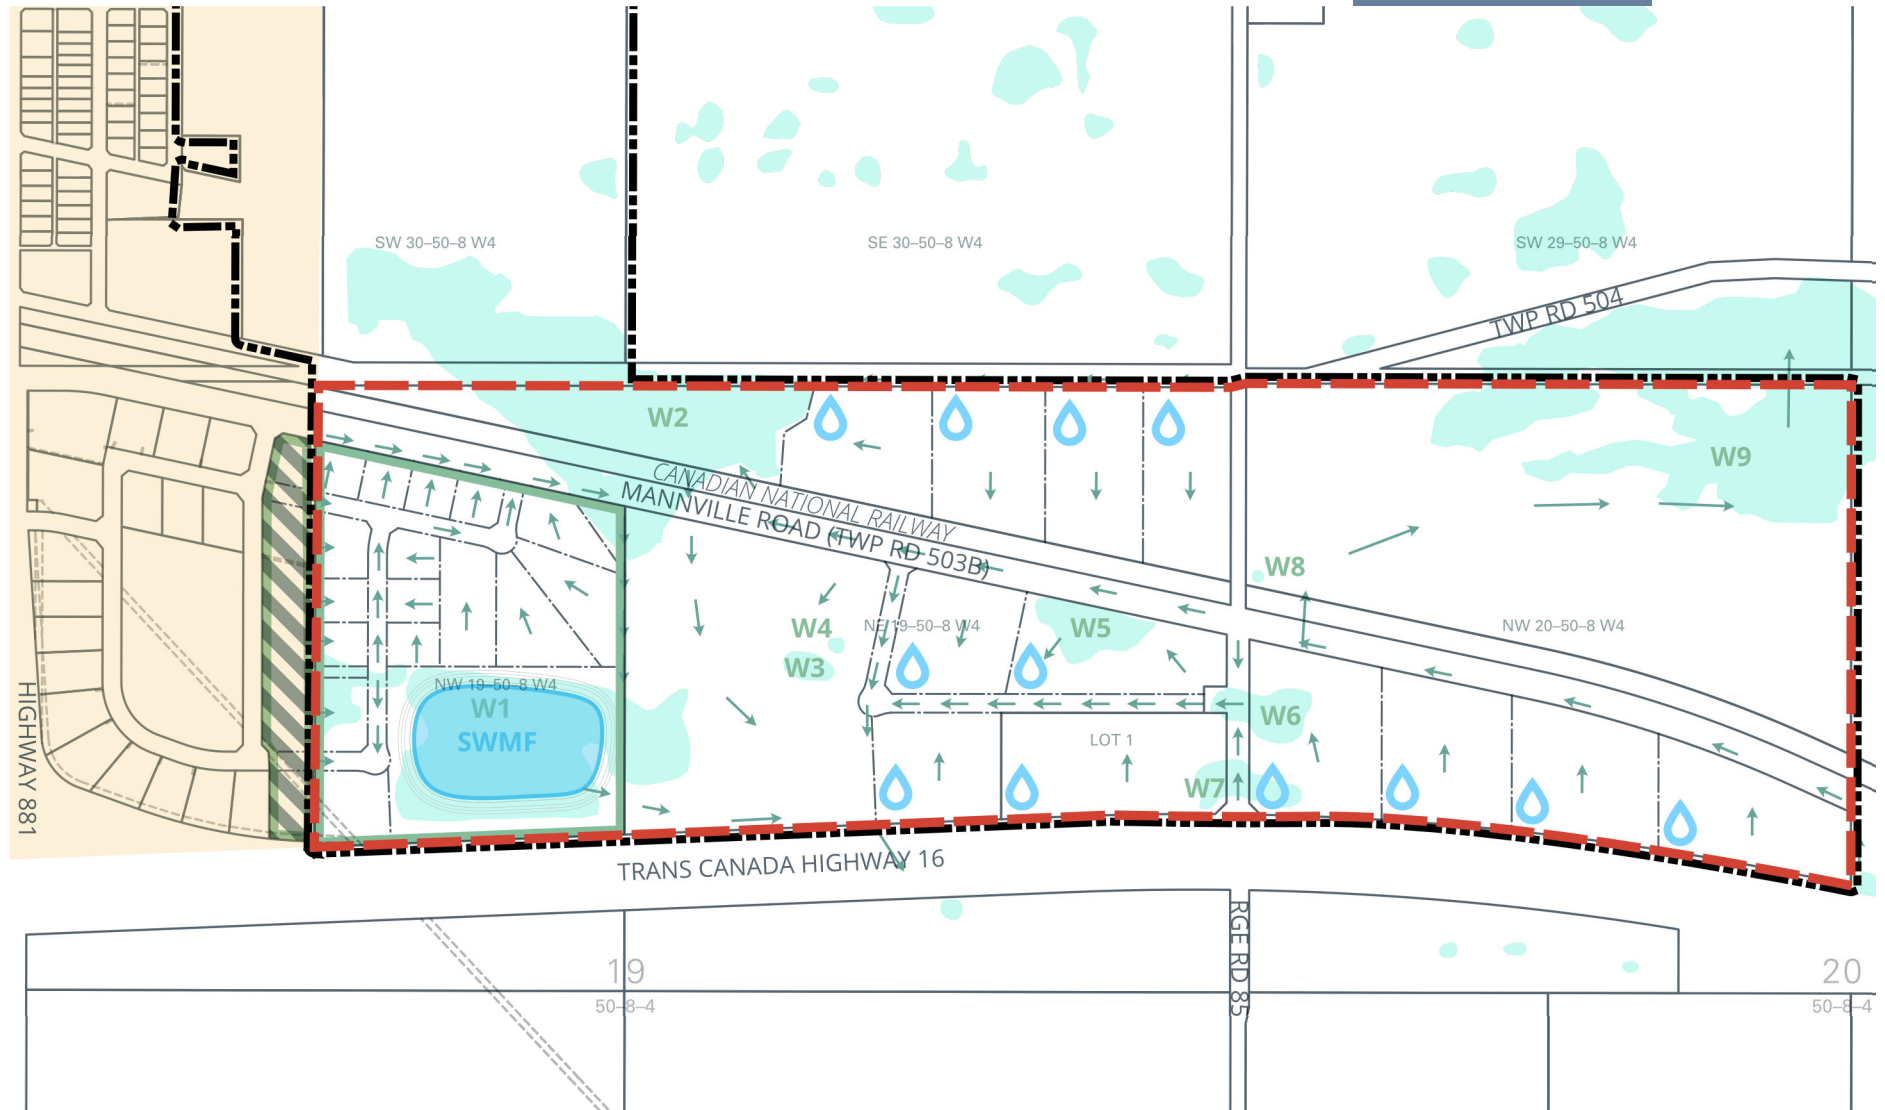 SW 30–50–8 W4
SE 30–50–8 W4
SW 29–50–8 W4
TWP RD 504
W2
W9
CANADIAN NATIONAL RAILWAY
MANNVILLE ROAD (TWP RD 503B)
W8
W4
NE 19–50–8 W4
W5
NW 20–50–8 W4
W3
NW 19–50–8 W4
W1
SWMF
W6
LOT 1
W7
HIGHWAY 881
TRANS CANADA HIGHWAY 16
RGE RD 85
19
50–8–4
20
50–8–4